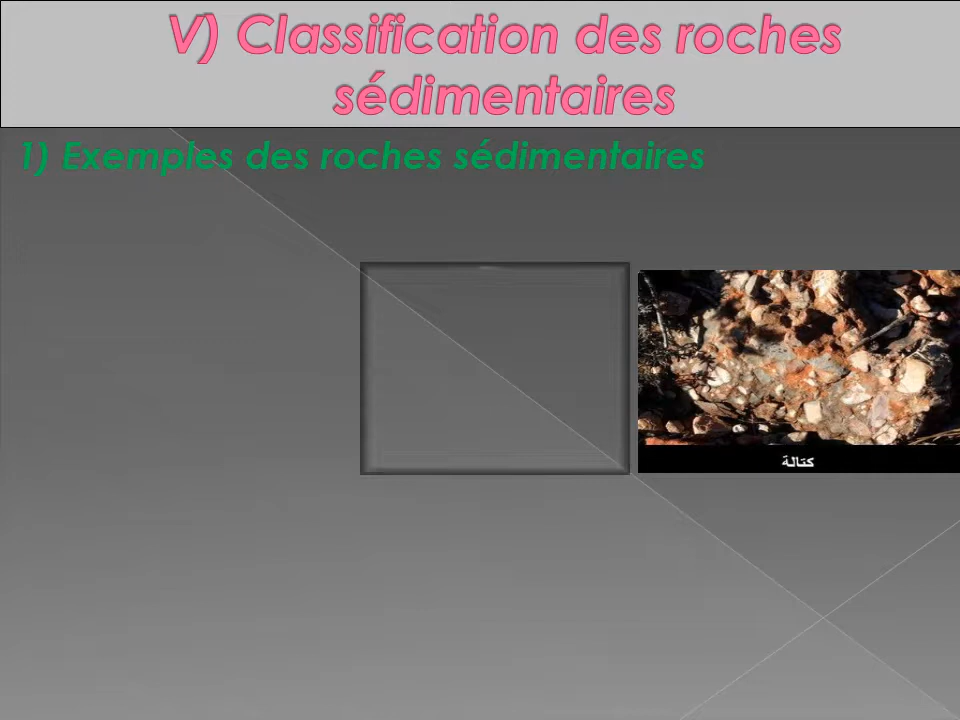 V) Classification des roches
sédimentaires
1) Exemples des roches sédimentaires
كتالة